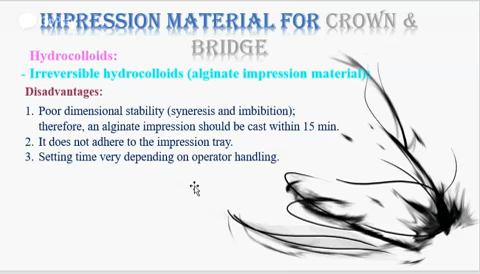 IMPRESSION MATERIAL FOR CROWN &
BRIDGE
Hydrocolloids:
- Irreversible hydrocolloids (alginate impression material):
Disadvantages:
1. Poor dimensional stability (syneresis and imbibition);
therefore, an alginate impression should be cast within 15 min.
2. It does not adhere to the impression tray.
3. Setting time very depending on operator handling.